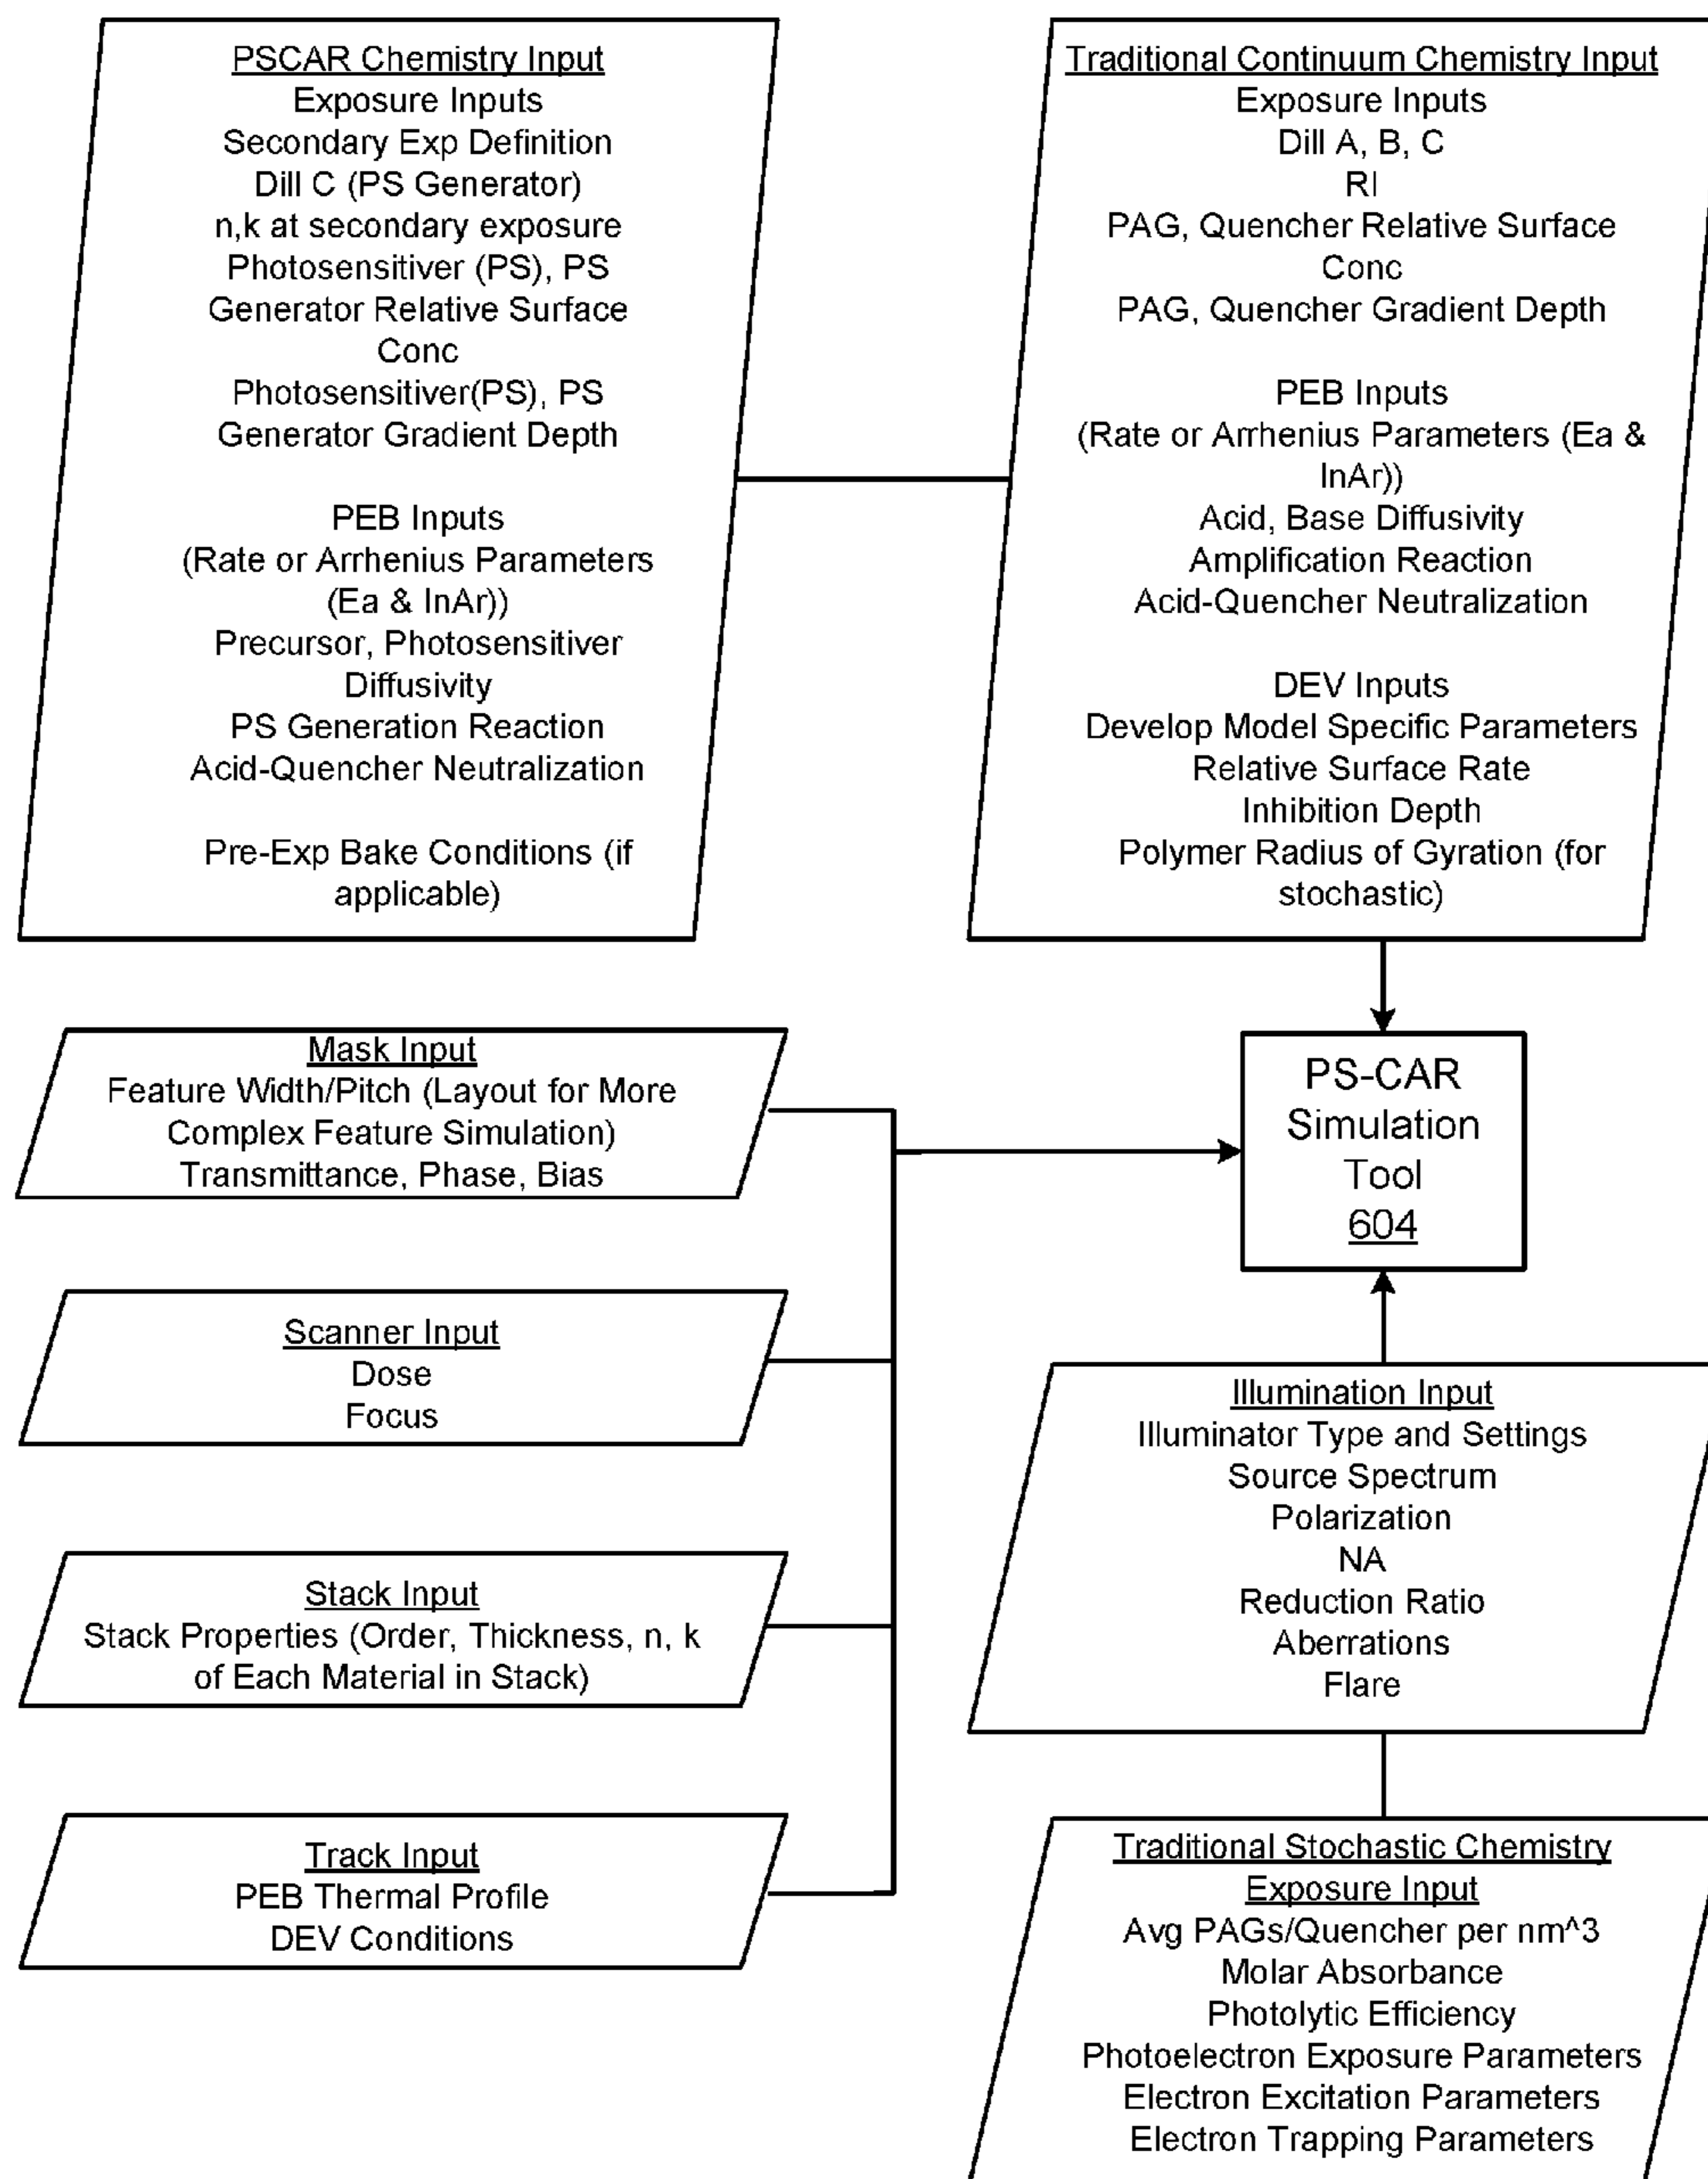 PSCAR Chemistry Input
Exposure Inputs
Secondary Exp Definition
Dill C (PS Generator)
n,k at secondary exposure
Photosensitiver (PS), PS
Generator Relative Surface
Conc
Photosensitiver(PS), PS
Generator Gradient Depth
PEB Inputs
(Rate or Arrhenius Parameters
(Ea & InAr))
Precursor, Photosensitiver
Diffusivity
PS Generation Reaction
Acid-Quencher Neutralization
Pre-Exp Bake Conditions (if
applicable)
Traditional Continuum Chemistry Input
Exposure Inputs
Dill A, B, C
RI
PAG, Quencher Relative Surface
Conc
PAG, Quencher Gradient Depth
PEB Inputs
(Rate or Arrhenius Parameters (Ea &
InAr))
Acid, Base Diffusivity
Amplification Reaction
Acid-Quencher Neutralization
DEV Inputs
Develop Model Specific Parameters
Relative Surface Rate
Inhibition Depth
Polymer Radius of Gyration (for
stochastic)
Mask Input
Feature Width/Pitch (Layout for More
Complex Feature Simulation)
Transmittance, Phase, Bias
PS-CAR
Simulation
Tool
604
Scanner Input
Dose
Focus
Stack Input
Stack Properties (Order, Thickness, n, k
of Each Material in Stack)
Track Input
PEB Thermal Profile
DEV Conditions
Illumination Input
Illuminator Type and Settings
Source Spectrum
Polarization
NA
Reduction Ratio
Aberrations
Flare
Traditional Stochastic Chemistry
Exposure Input
Avg PAGs/Quencher per nm^3
Molar Absorbance
Photolytic Efficiency
Photoelectron Exposure Parameters
Electron Excitation Parameters
Electron Trapping Parameters